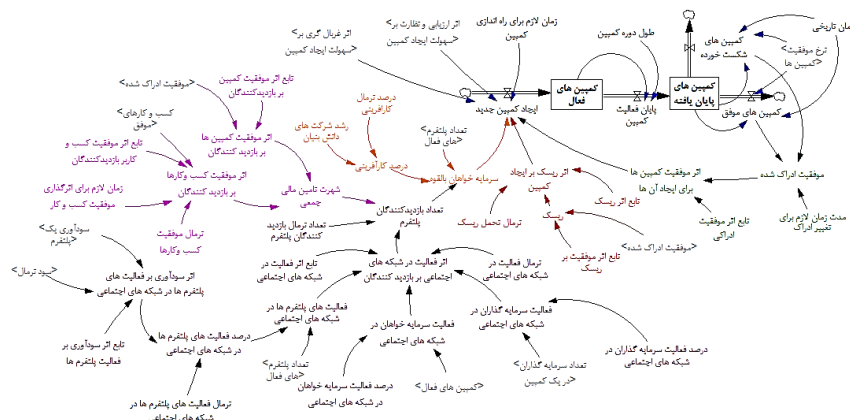 <اثر غربال گری بر
سهولت ایجاد کمپین>
<اثر ارزیابی و نظارت بر
سهولت ایجاد کمپین>
زمان لازم برای راه اندازی
کمپین
طول دوره کمپین
کمپین های
شکست خورده
زمان تاریخی
<نرخ موفقیت
کمپین ها>
ایجاد کمپین جدید
کمپین های
فعال
پایان فعالیت
کمپین
کمپین های
پایان یافته
کمپین های موفق
<موفقیت ادراک شده>
تابع اثر موفقیت کمپین
بر بازدیدکنندگان
<کسب و کارهای
موفق>
اثر موفقیت کمپین ها
بر بازدید کنندگان
تابع اثر موفقیت کسب و
کاربر بازدیدکنندگان
اثر موفقیت کسب وکارها
بر بازدید کنندگان
زمان لازم برای اثرگذاری
موفقیت کسب و کار
نرمال موفقیت
کسب وکارها
شهرت تامین مالی
جمعی
رشد شرکت های
دانش بنیان
درصد نرمال
کارآفرینی
درصد کارآفرینی
<تعداد پلتفرم
های فعال>
سرمایه خواهان بالقوه
تعداد بازدیدکنندگان
پلتفرم
تعداد نرمال بازدید
کنندگان پلتفرم
اثر ریسک بر ایجاد
کمپین
نرمال تحمل ریسک
ریسک
تابع اثر ریسک
تابع اثر موفقیت بر
ریسک
<موفقیت ادراک شده>
اثر موفقیت کمپین ها
برای ایجاد آن ها
تابع اثر موفقیت
ادراکی
موفقیت ادراک شده
مدت زمان لازم برای
تغییر ادراک
<سودآوری یک
پلتفرم>
<سود نرمال>
اثر سودآوری بر فعالیت های
پلتفرم ها در شبکه های اجتماعی
تابع اثر سودآوری بر
فعالیت پلتفرم ها
تابع اثر فعالیت در
شبکه های اجتماعی
اثر فعالیت در شبکه های
اجتماعی بر بازدید کنندگان
نرمال فعالیت در
شبکه های اجتماعی
فعالیت های پلتفرم ها در
شبکه های اجتماعی
فعالیت سرمایه خواهان در
شبکه های اجتماعی
فعالیت سرمایه گذاران در
شبکه های اجتماعی
درصد فعالیت های پلتفرم ها
در شبکه های اجتماعی
<تعداد پلتفرم
های فعال>
نرمال فعالیت های پلتفرم ها در
شبکه های اجتماعی
درصد فعالیت سرمایه خواهان
در شبکه های اجتماعی
<کمپین های فعال>
<تعداد سرمایه گذاران
در یک کمپین>
درصد فعالیت سرمایه گذاران در
شبکه های اجتماعی